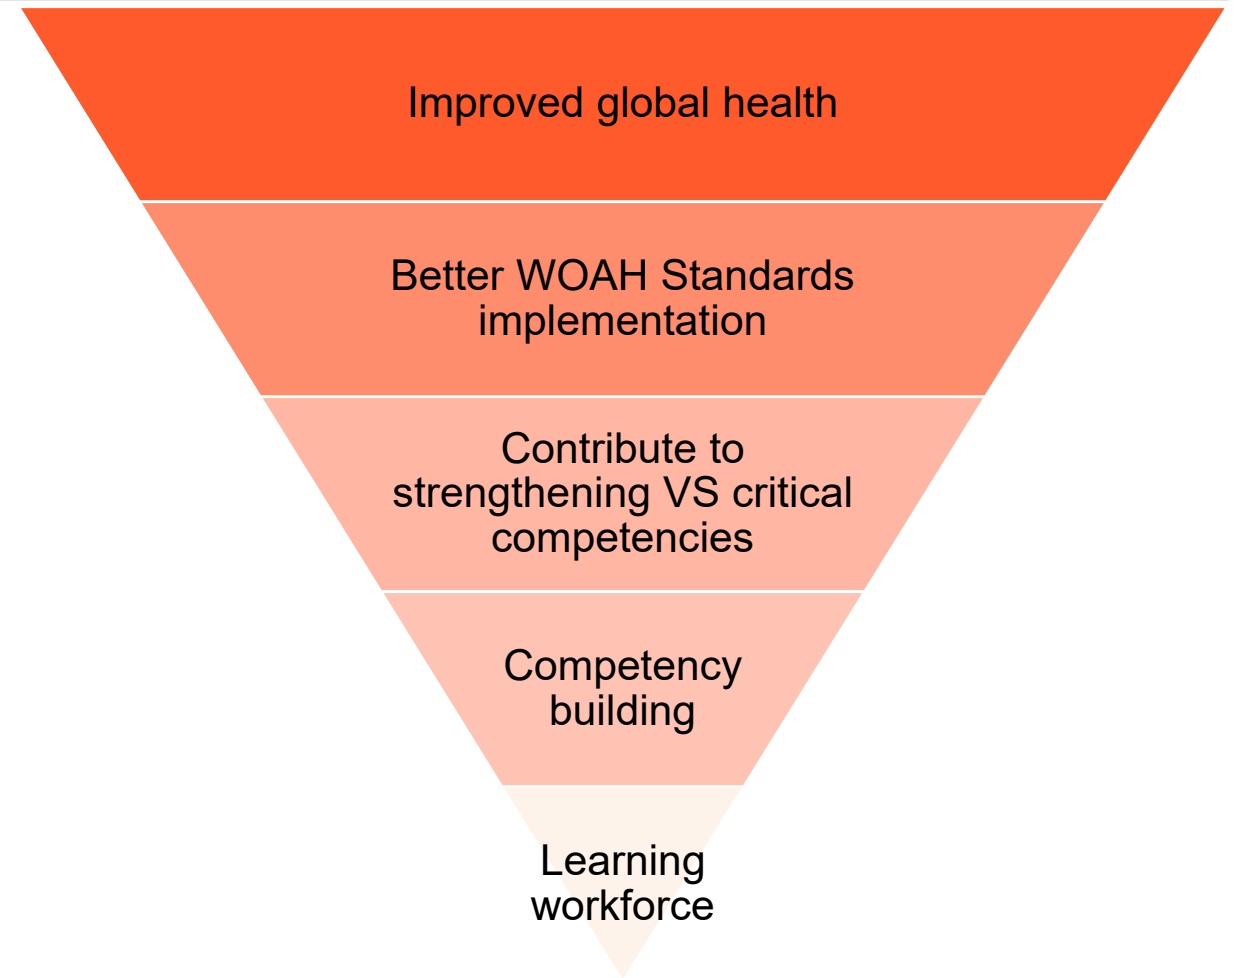 Improved global health
Better WOAH Standards
implementation
Contribute to
strengthening VS critical
competencies
Competency
building
Learning
workforce